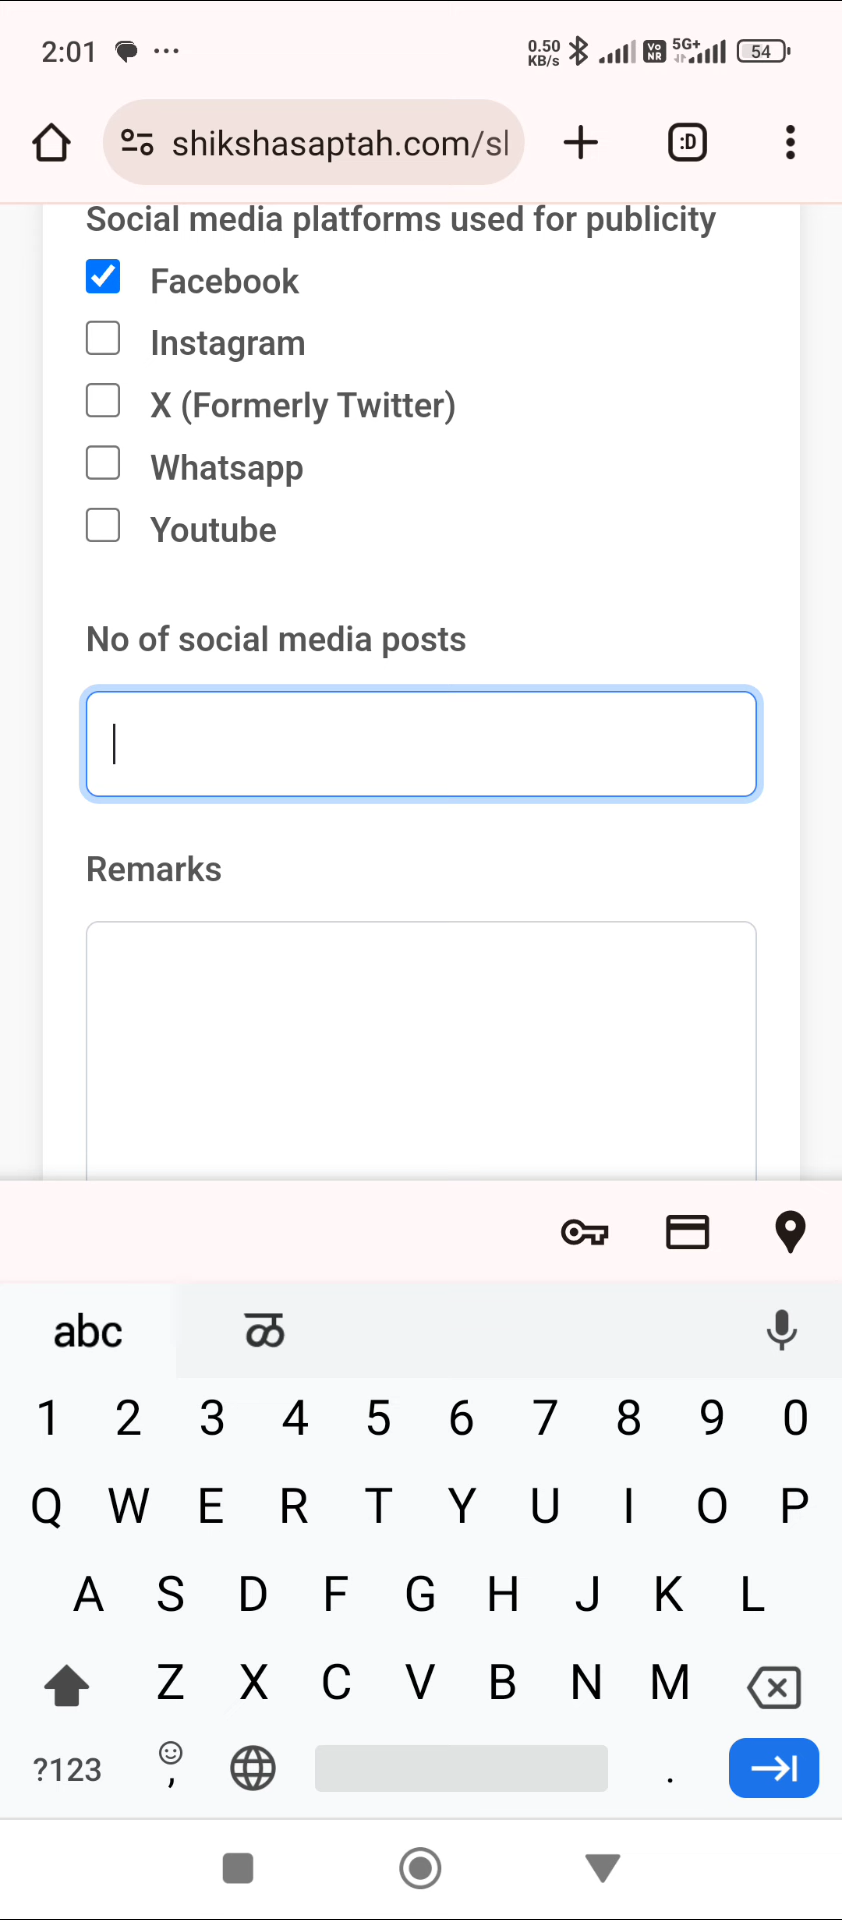 2:01
0.50
KB/s
Vo
NR
5G+
54
shikshasaptah.com/sl
:D
Social media platforms used for publicity
Facebook
Instagram
X (Formerly Twitter)
Whatsapp
Youtube
No of social media posts
Remarks
abc
1 2 3 4 5 6 7 8 9 0
Q W E R T Y U I O P
A S D F G H J K L
Z X C V B N M
?123 , .